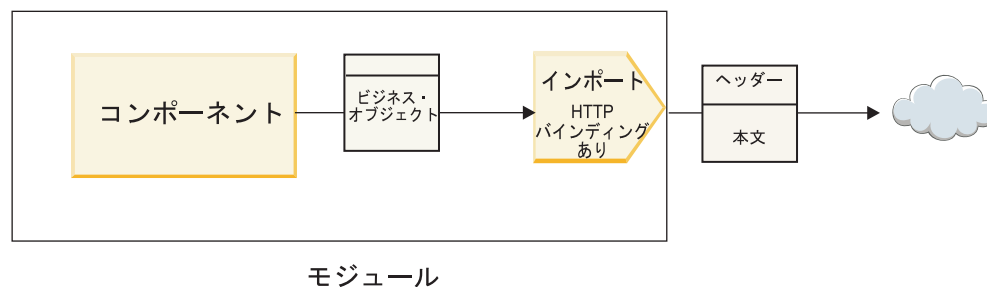 コンポーネント
ビジネス・
オブジェクト
インポート
HTTP
バインディング
あり
ヘッダー
本文
モジュール